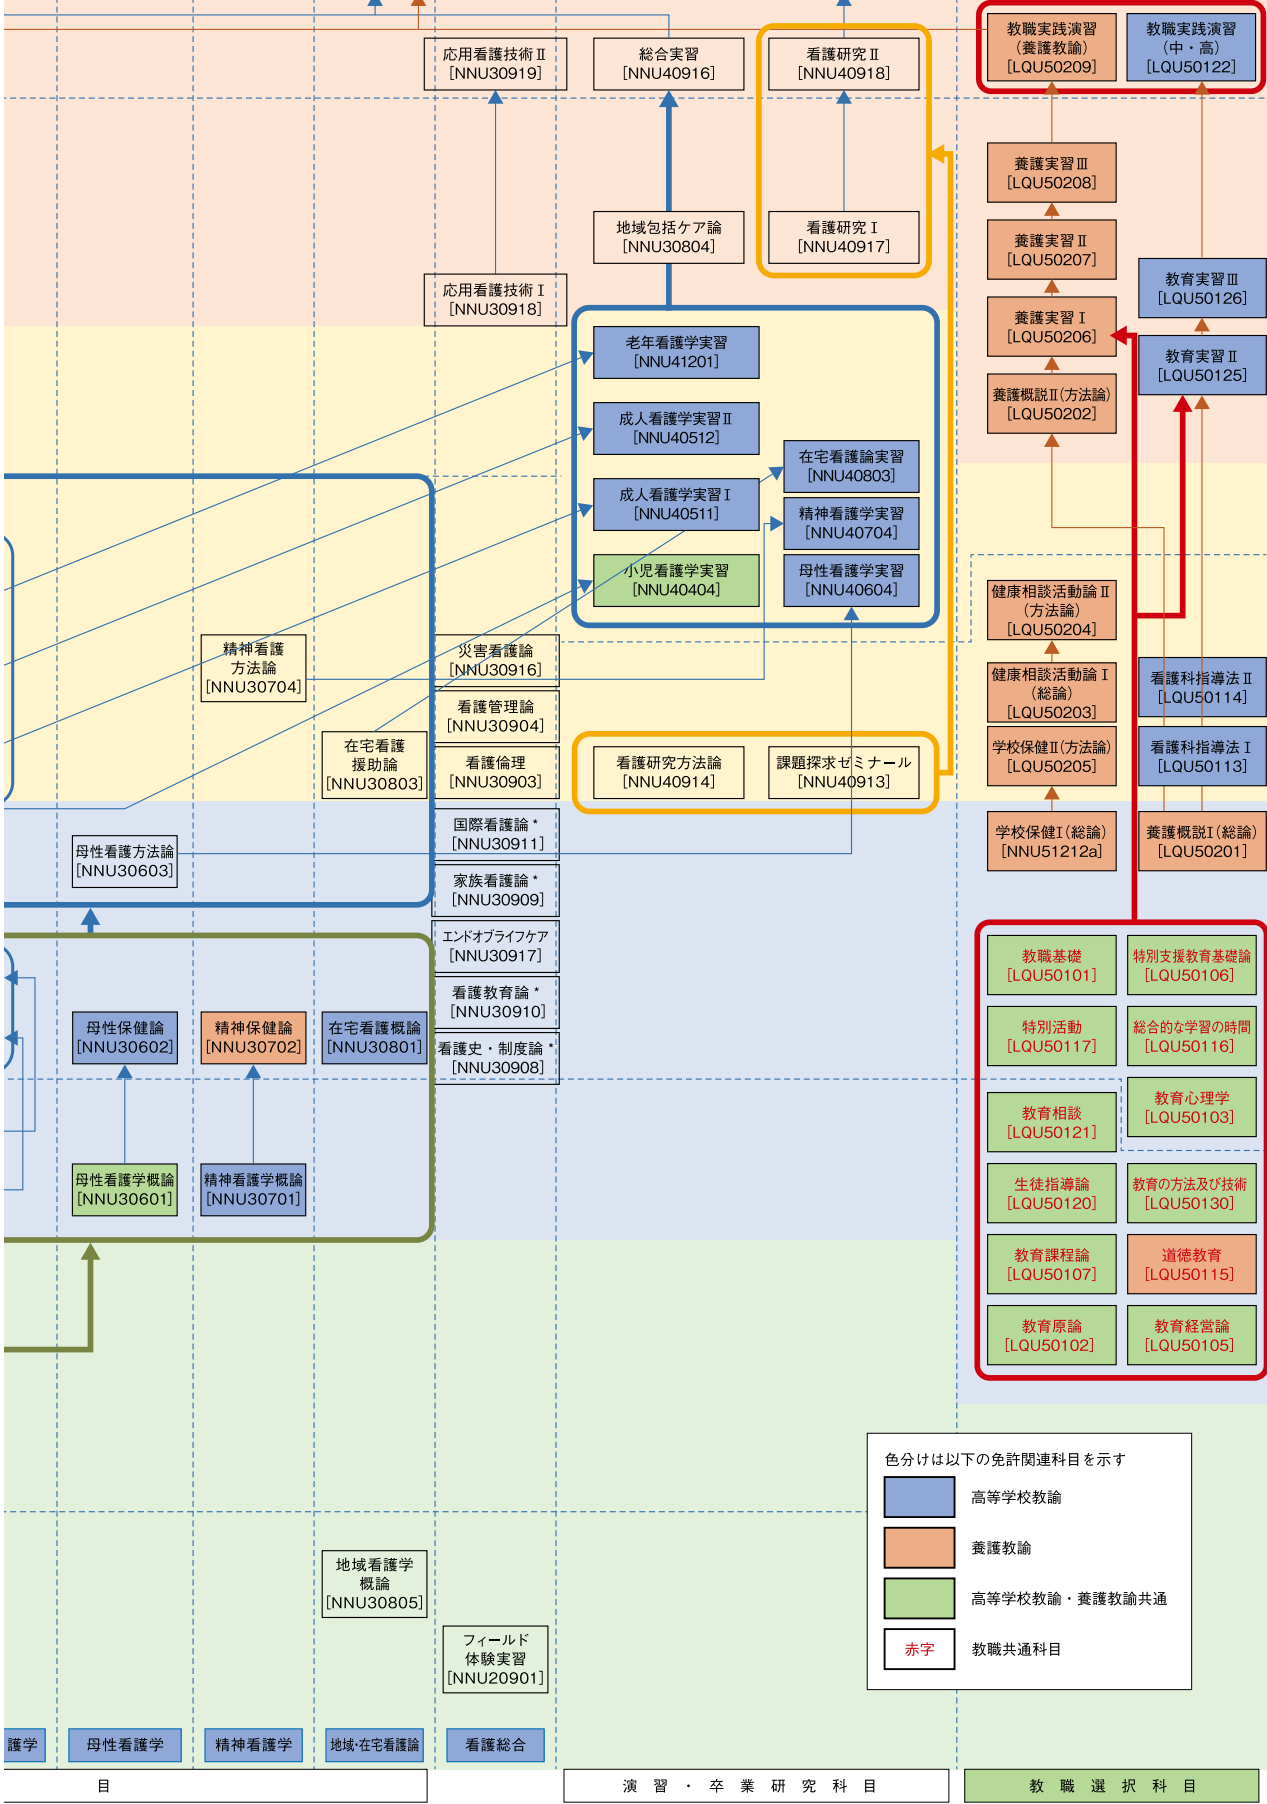 応用看護技術Ⅱ
[NNU30919]
総合実習
[NNU40916]
看護研究Ⅱ
[NNU40918]
教職実践演習
(養護教諭)
[LQU50209]
教職実践演習
(中・高)
[LQU50122]
養護実習Ⅲ
[LQU50208]
地域包括ケア論
[NNU30804]
看護研究Ⅰ
[NNU40917]
養護実習Ⅱ
[LQU50207]
応用看護技術Ⅰ
[NNU30918]
教育実習Ⅲ
[LQU50126]
養護実習Ⅰ
[LQU50206]
老年看護学実習
[NNU41201]
教育実習Ⅱ
[LQU50125]
養護概説Ⅱ(方法論)
[LQU50202]
成人看護学実習Ⅱ
[NNU40512]
在宅看護論実習
[NNU40803]
成人看護学実習Ⅰ
[NNU40511]
精神看護学実習
[NNU40704]
小児看護学実習
[NNU40404]
母性看護学実習
[NNU40604]
健康相談活動論Ⅱ
(方法論)
[LQU50204]
精神看護
方法論
[NNU30704]
災害看護論
[NNU30916]
健康相談活動論Ⅰ
(総論)
[LQU50203]
看護科指導法Ⅱ
[LQU50114]
看護管理論
[NNU30904]
在宅看護
援助論
[NNU30803]
看護倫理
[NNU30903]
看護研究方法論
[NNU40914]
課題探求ゼミナール
[NNU40913]
学校保健Ⅱ(方法論)
[LQU50205]
看護科指導法Ⅰ
[LQU50113]
国際看護論*
[NNU30911]
学校保健Ⅰ(総論)
[NNU51212a]
養護概説Ⅰ(総論)
[LQU50201]
母性看護方法論
[NNU30603]
家族看護論*
[NNU30909]
エンドオブライフケア
[NNU30917]
教職基礎
[LQU50101]
特別支援教育基礎論
[LQU50106]
看護教育論*
[NNU30910]
母性保健論
[NNU30602]
精神保健論
[NNU30702]
在宅看護概論
[NNU30801]
看護史・制度論*
[NNU30908]
特別活動
[LQU50117]
総合的な学習の時間
[LQU50116]
教育相談
[LQU50121]
教育心理学
[LQU50103]
母性看護学概論
[NNU30601]
精神看護学概論
[NNU30701]
生徒指導論
[LQU50120]
教育の方法及び技術
[LQU50130]
教育課程論
[LQU50107]
道徳教育
[LQU50115]
教育原論
[LQU50102]
教育経営論
[LQU50105]
色分けは以下の免許関連科目を示す
高等学校教諭
養護教諭
高等学校教諭・養護教諭共通
赤字
教職共通科目
地域看護学
概論
[NNU30805]
フィールド
体験実習
[NNU20901]
護学
母性看護学
精神看護学
地域・在宅看護論
看護総合
目
演習・卒業研究科目
教職選択科目